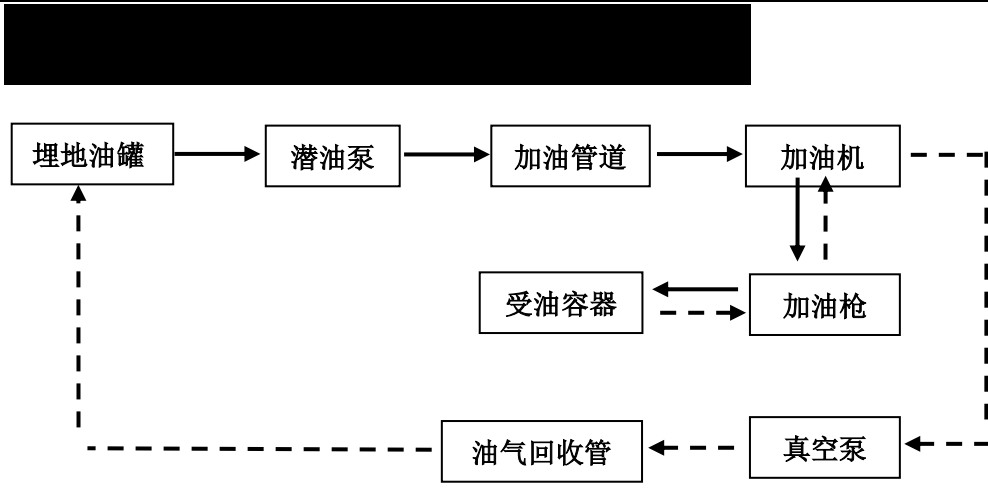 埋地油罐
潜油泵
加油管道
加油机
受油容器
加油枪
油气回收管
真空泵